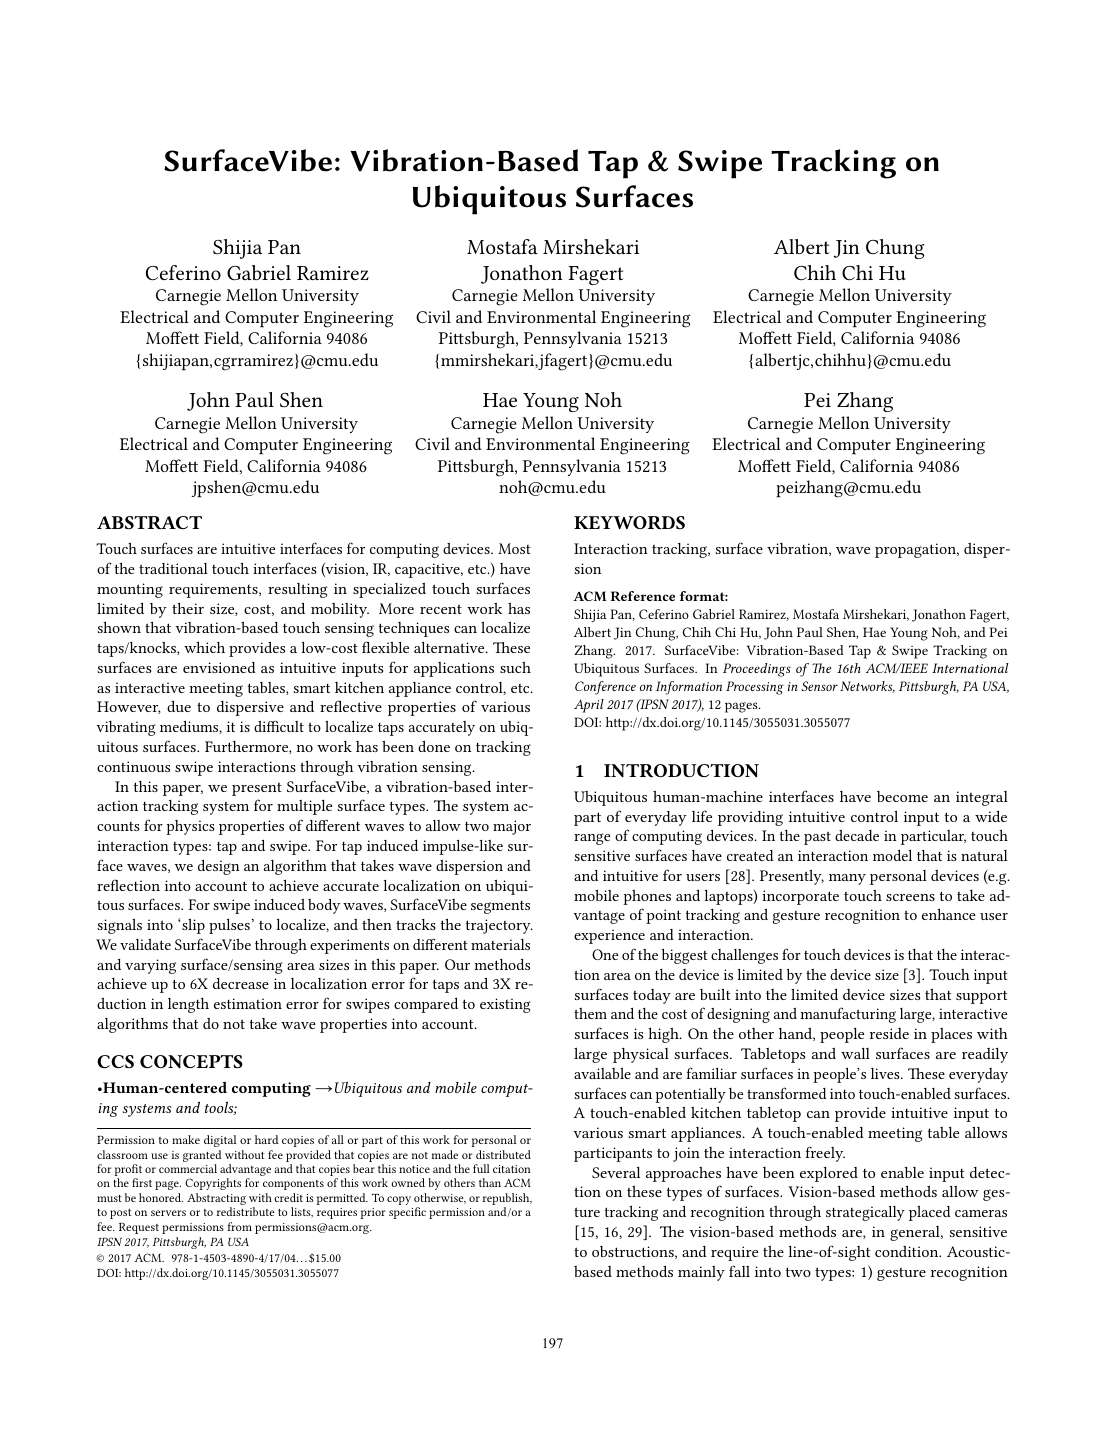 SurfaceVibe: Vibration-Based Tap & Swipe Tracking on
Ubiquitous Surfaces
Shijia Pan
Ceferino Gabriel Ramirez
Carnegie Mellon University
Electrical and Computer Engineering
Moffett Field, California 94086
{shijiapan,cgrramirez}@cmu.edu
Mostafa Mirshekari
Jonathon Fagert
Carnegie Mellon University
Civil and Environmental Engineering
Pittsburgh, Pennsylvania 15213
{mmirshekari,jfagert}@cmu.edu
Albert Jin Chung
Chih Chi Hu
Carnegie Mellon University
Electrical and Computer Engineering
Moffett Field, California 94086
{albertjc,chihhu}@cmu.edu
John Paul Shen
Carnegie Mellon University
Electrical and Computer Engineering
Moffett Field, California 94086
jpshen@cmu.edu
Hae Young Noh
Carnegie Mellon University
Civil and Environmental Engineering
Pittsburgh, Pennsylvania 15213
noh@cmu.edu
Pei Zhang
Carnegie Mellon University
Electrical and Computer Engineering
Moffett Field, California 94086
peizhang@cmu.edu
ABSTRACT
Touch surfaces are intuitive interfaces for computing devices. Most
of the traditional touch interfaces (vision, IR, capacitive, etc.) have
mounting requirements, resulting in specialized touch surfaces
limited by their size, cost, and mobility. More recent work has
shown that vibration-based touch sensing techniques can localize
taps/knocks, which provides a low-cost flexible alternative. These
surfaces are envisioned as intuitive inputs for applications such
as interactive meeting tables, smart kitchen appliance control, etc.
However, due to dispersive and reflective properties of various
vibrating mediums, it is difficult to localize taps accurately on ubiq-
uitous surfaces. Furthermore, no work has been done on tracking
continuous swipe interactions through vibration sensing.
In this paper, we present SurfaceVibe, a vibration-based inter-
action tracking system for multiple surface types. The system ac-
counts for physics properties of different waves to allow two major
interaction types: tap and swipe. For tap induced impulse-like sur-
face waves, we design an algorithm that takes wave dispersion and
reflection into account to achieve accurate localization on ubiqui-
tous surfaces. For swipe induced body waves, SurfaceVibe segments
signals into ‘slip pulses’ to localize, and then tracks the trajectory.
We validate SurfaceVibe through experiments on different materials
and varying surface/sensing area sizes in this paper. Our methods
achieve up to 6X decrease in localization error for taps and 3X re-
duction in length estimation error for swipes compared to existing
algorithms that do not take wave properties into account.
CCS CONCEPTS
•Human-centered computing →Ubiquitous and mobile comput-
ing systems and tools;
Permission to make digital or hard copies of all or part of this work for personal or
classroom use is granted without fee provided that copies are not made or distributed
for profit or commercial advantage and that copies bear this notice and the full citation
on the first page. Copyrights for components of this work owned by others than ACM
must be honored. Abstracting with credit is permitted. To copy otherwise, or republish,
to post on servers or to redistribute to lists, requires prior specific permission and/or a
fee. Request permissions from permissions@acm.org.
IPSN 2017, Pittsburgh, PA USA
© 2017 ACM. 978-1-4503-4890-4/17/04...$15.00
DOI: http://dx.doi.org/10.1145/3055031.3055077
KEYWORDS
Interaction tracking, surface vibration, wave propagation, disper-
sion
ACM Reference format:
Shijia Pan, Ceferino Gabriel Ramirez, Mostafa Mirshekari, Jonathon Fagert,
Albert Jin Chung, Chih Chi Hu, John Paul Shen, Hae Young Noh, and Pei
Zhang. 2017. SurfaceVibe: Vibration-Based Tap & Swipe Tracking on
Ubiquitous Surfaces. In Proceedings of The 16th ACM/IEEE International
Conference on Information Processing in Sensor Networks, Pittsburgh, PA USA,
April 2017 (IPSN 2017), 12 pages.
DOI: http://dx.doi.org/10.1145/3055031.3055077
1 INTRODUCTION
Ubiquitous human-machine interfaces have become an integral
part of everyday life providing intuitive control input to a wide
range of computing devices. In the past decade in particular, touch
sensitive surfaces have created an interaction model that is natural
and intuitive for users [28]. Presently, many personal devices (e.g.
mobile phones and laptops) incorporate touch screens to take ad-
vantage of point tracking and gesture recognition to enhance user
experience and interaction.
One of the biggest challenges for touch devices is that the interac-
tion area on the device is limited by the device size [3]. Touch input
surfaces today are built into the limited device sizes that support
them and the cost of designing and manufacturing large, interactive
surfaces is high. On the other hand, people reside in places with
large physical surfaces. Tabletops and wall surfaces are readily
available and are familiar surfaces in people's lives. These everyday
surfaces can potentially be transformed into touch-enabled surfaces.
A touch-enabled kitchen tabletop can provide intuitive input to
various smart appliances. A touch-enabled meeting table allows
participants to join the interaction freely.
Several approaches have been explored to enable input detec-
tion on these types of surfaces. Vision-based methods allow ges-
ture tracking and recognition through strategically placed cameras
[15, 16, 29]. The vision-based methods are, in general, sensitive
to obstructions, and require the line-of-sight condition. Acoustic-
based methods mainly fall into two types: 1) gesture recognition
197